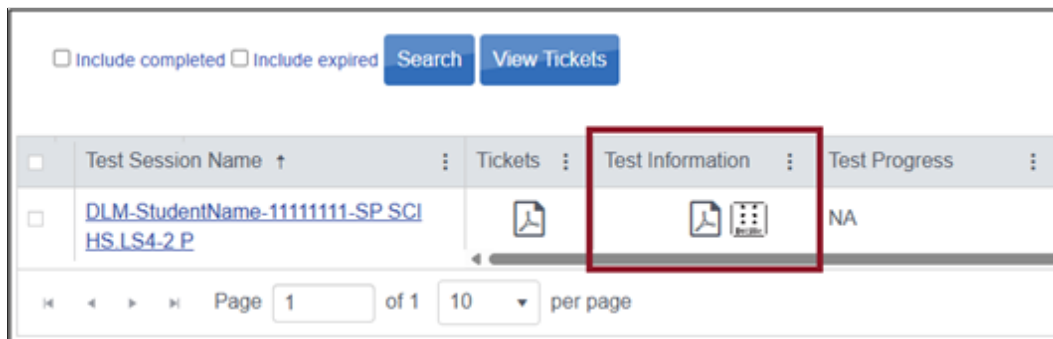 Include completed Include expired Search View Tickets
Test Session Name Tickets Test Information Test Progress
DLM-StudentName-11111111-SP SCI
HS.LS4-2 P
NA
Page 1 of 1 10 per page